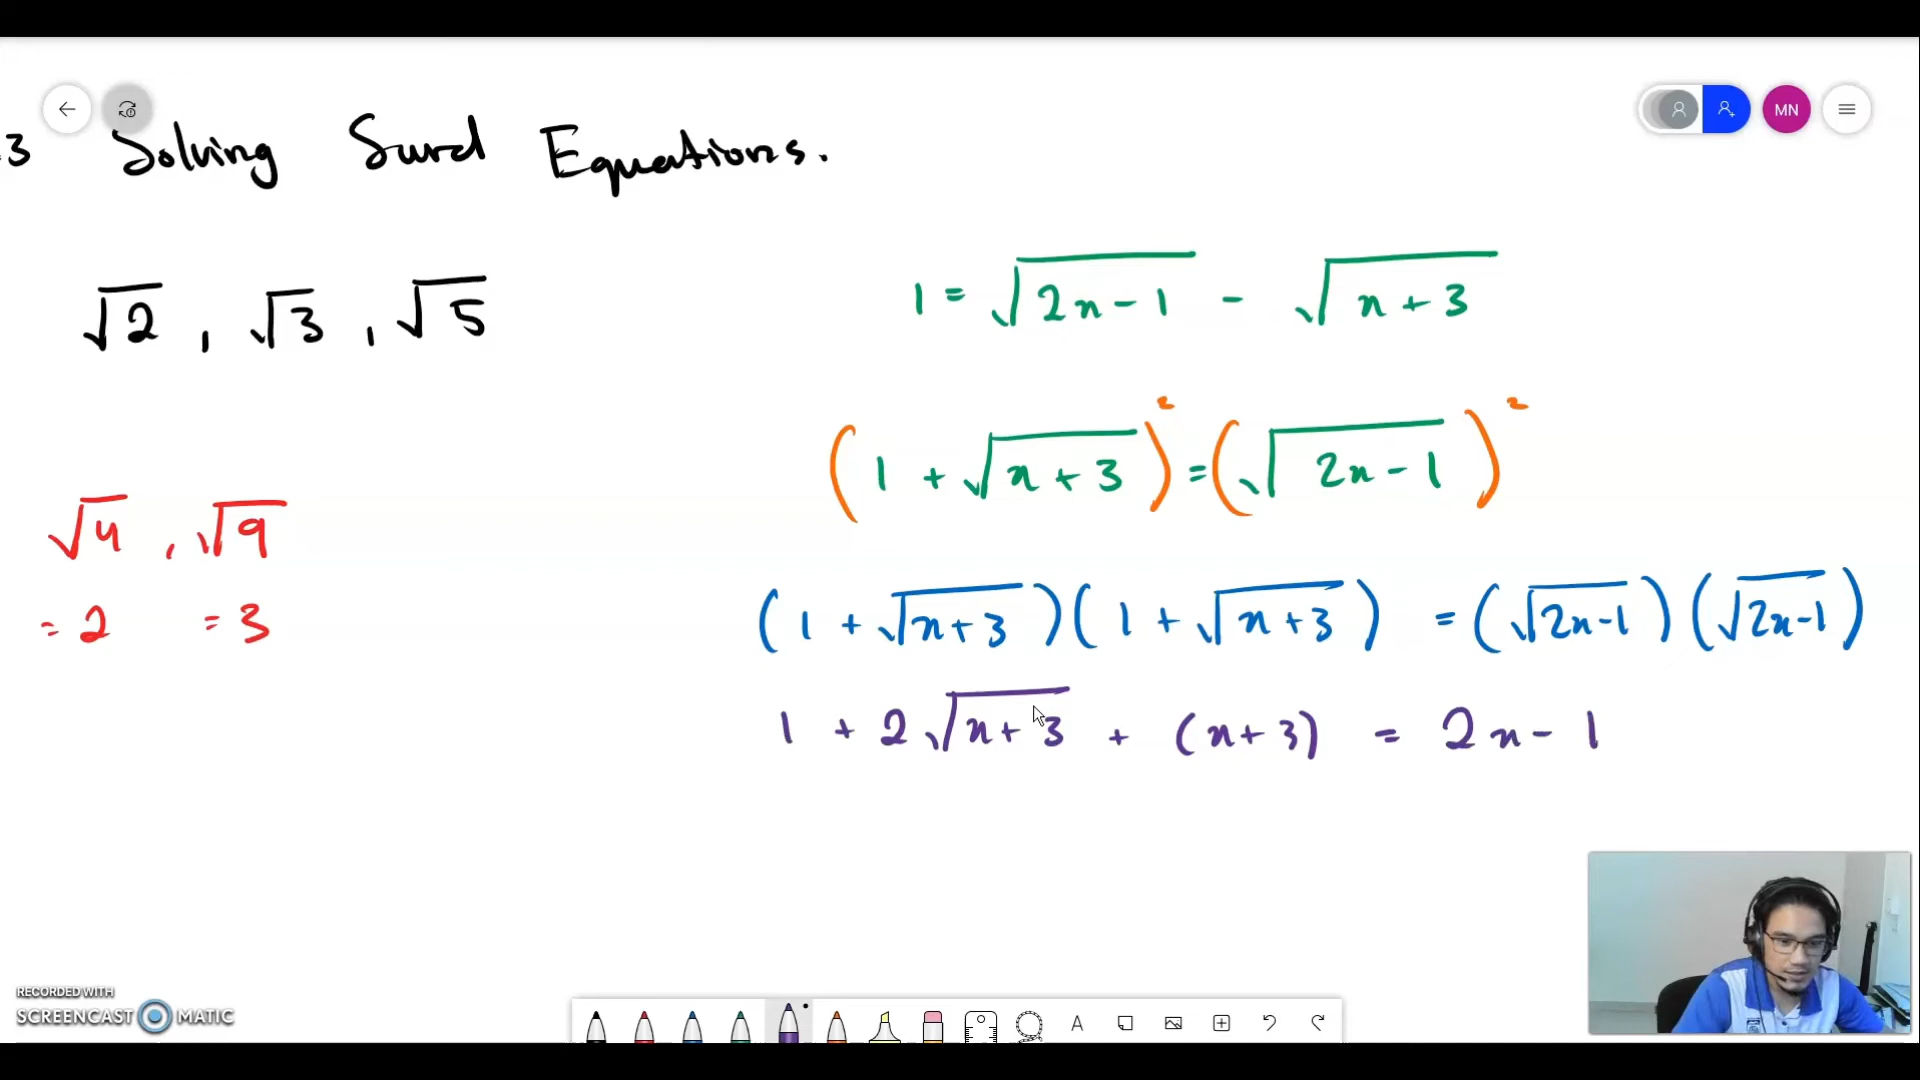 .3 Solving Surd Equations.
MN
√2 , √3 , √5
1 = √(2x-1) - √(x+3)
(1 + √(x+3))² = (√(2x-1))²
√4 , √9
= 2 = 3
(1 + √(x+3))(1 + √(x+3)) = (√(2x-1))(√(2x-1))
1 + 2√(x+3) + (x+3) = 2x - 1
RECORDED WITH
SCREENCAST MATIC
A